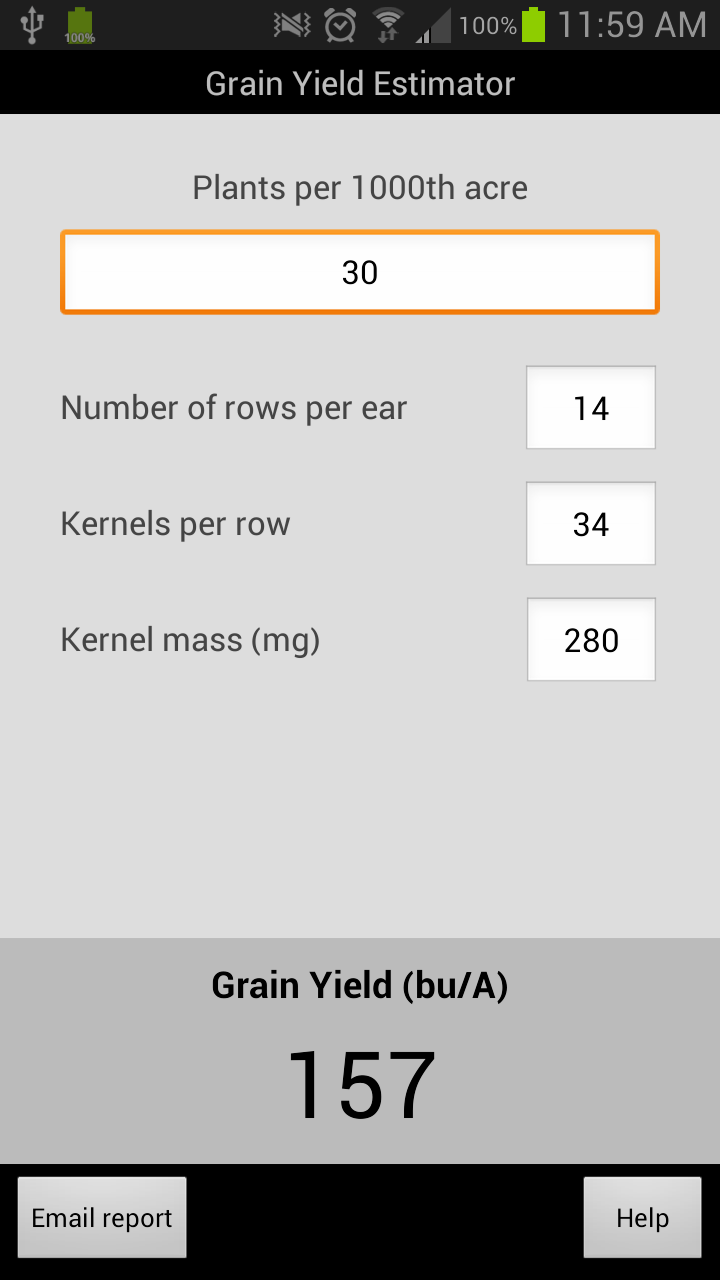 100%
100%
11:59 AM
Grain Yield Estimator
Plants per 1000th acre
30
Number of rows per ear
14
Kernels per row
34
Kernel mass (mg)
280
Grain Yield (bu/A)
157
Email report
Help